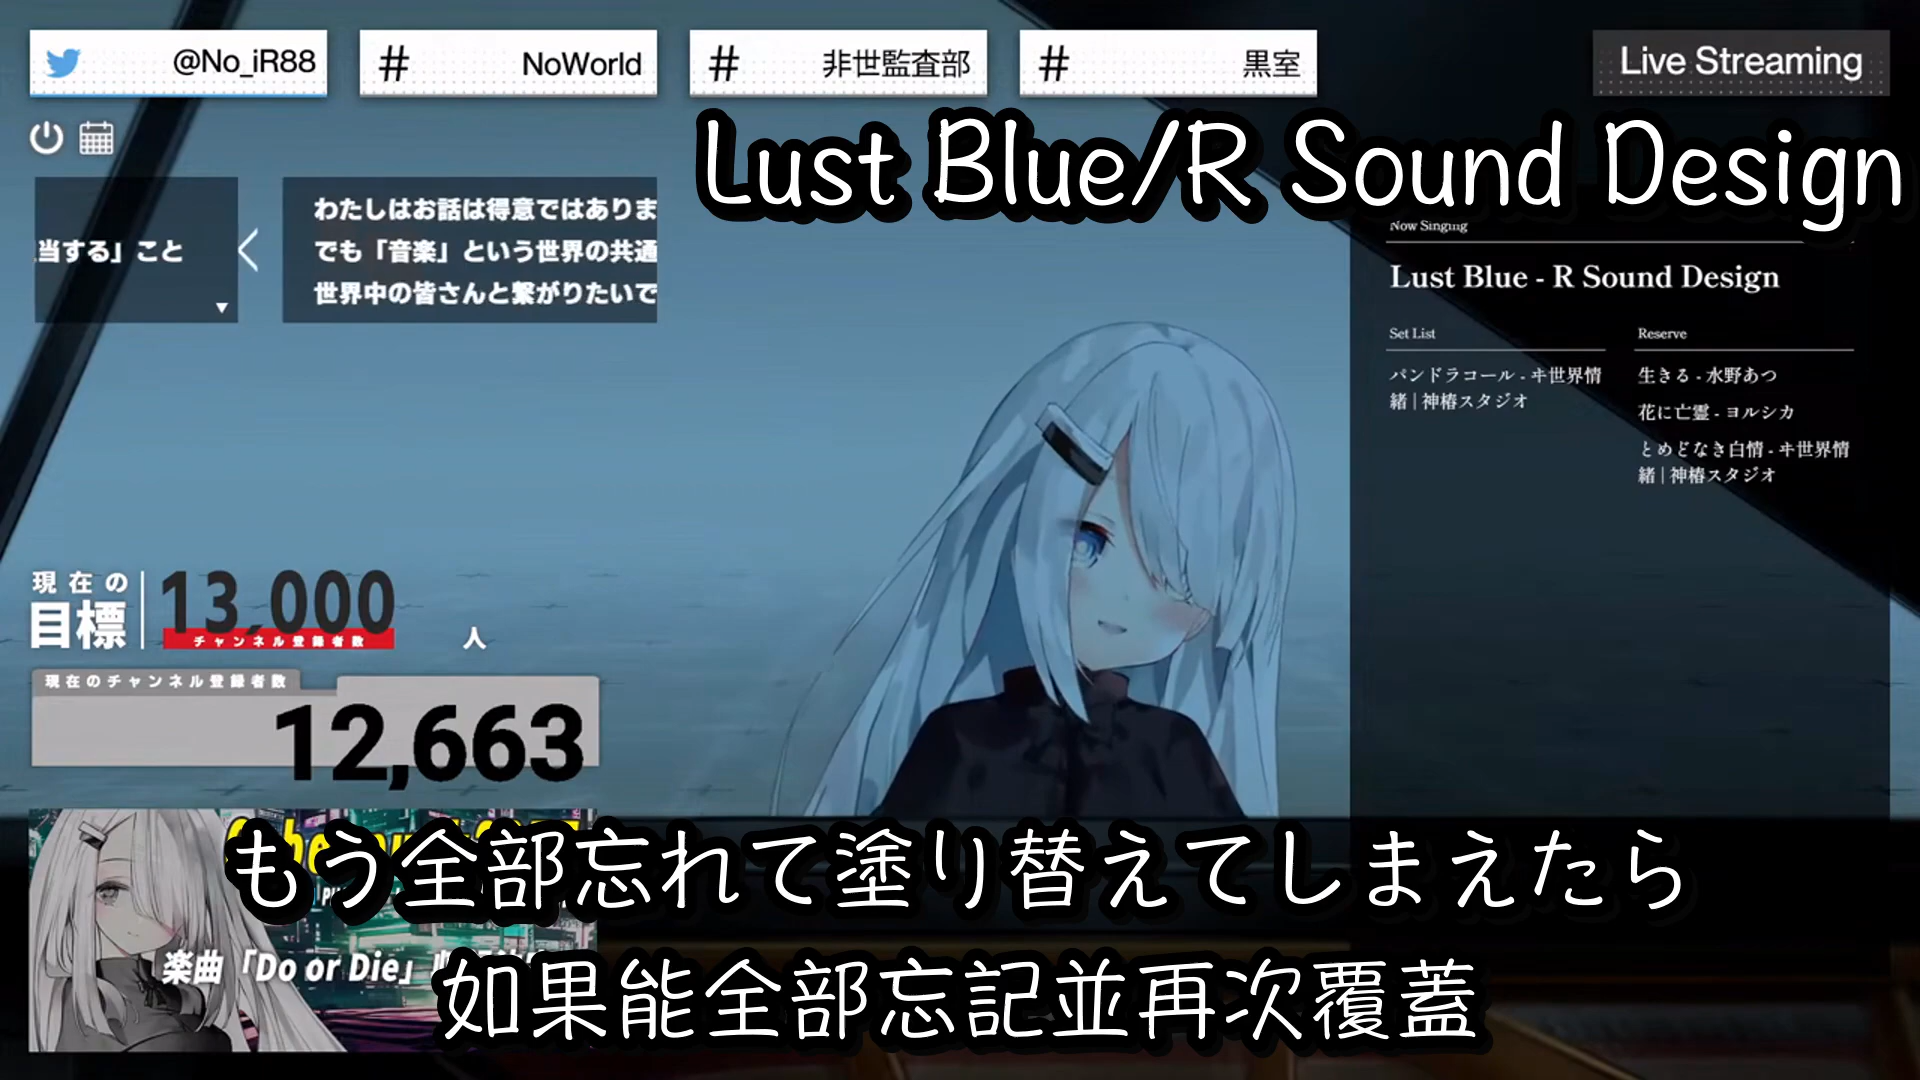 @No_iR88
# NoWorld
# 非世監査部
# 黒室
Live Streaming
Lust Blue/R Sound Design
当する」こと
わたしはお話は得意ではありま
でも「音楽」という世界の共通
世界中の皆さんと繋がりたいで
Now Singing
Lust Blue - R Sound Design
Set List
パンドラコール - ヰ世界情
緒 | 神椿スタジオ
Reserve
生きる - 水野あつ
花に亡霊 - ヨルシカ
とめどなき白情 - ヰ世界情
緒 | 神椿スタジオ
現在の
目標
13,000
人
チャンネル登録者数
現在のチャンネル登録者数
12,663
もう全部忘れて塗り替えてしまえたら
楽曲「Do or Die」
如果能全部忘記並再次覆蓋